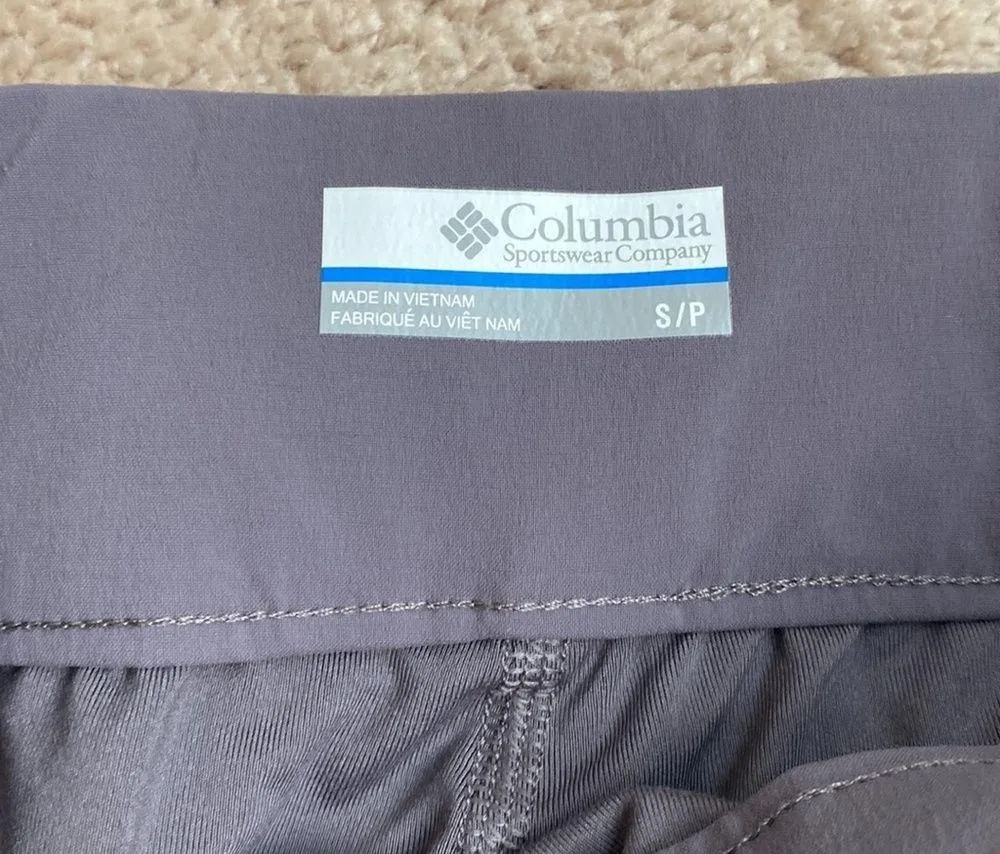 Columbia
Sportswear Company
MADE IN VIETNAM
FABRIQUÉ AU VIÊT NAM
S/P